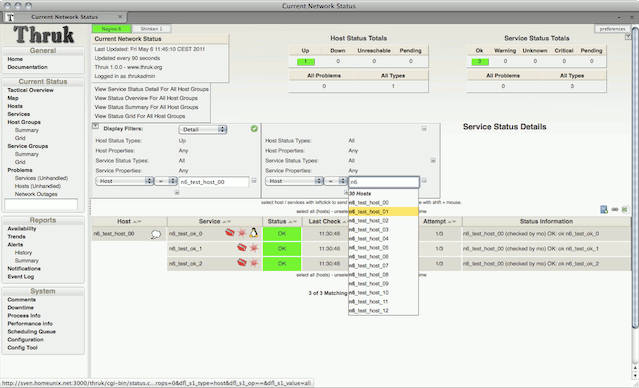 Current Network Status
Current Network Status
Nagios 6
Shinken 1
preferences
Thruk
General
Home
Documentation
Current Status
Tactical Overview
Map
Hosts
Services
Host Groups
Summary
Grid
Service Groups
Summary
Grid
Problems
Services (Unhandled)
Hosts (Unhandled)
Network Outages
Reports
Availability
Trends
Alerts
History
Summary
Notifications
Event Log
System
Comments
Downtime
Process Info
Performance Info
Scheduling Queue
Configuration
Config Tool
Current Network Status
Last Updated: Fri May 6 11:45:10 CEST 2011
Updated every 90 seconds
Thruk 1.0.0 - www.thruk.org
Logged in as thrukadmin
View Service Status Detail For All Host Groups
View Status Overview For All Host Groups
View Status Summary For All Host Groups
View Status Grid For All Host Groups
Host Status Totals
Up Down Unreachable Pending
1 0 0 0
All Problems All Types
0 1
Service Status Totals
Ok Warning Unknown Critical Pending
3 0 0 0 0
All Problems All Types
0 3
Display Filters: Detail
Host Status Types: Up
Host Properties: Any
Service Status Types: All
Service Properties: Any
Host = n6_test_host_00
Host Status Types: All
Host Properties: Any
Service Status Types: All
Service Properties: Any
Host = n6
Service Status Details
30 Hosts
n6_test_host_00
n6_test_host_01
n6_test_host_02
n6_test_host_03
n6_test_host_04
n6_test_host_05
n6_test_host_06
n6_test_host_07
n6_test_host_08
n6_test_host_09
n6_test_host_10
n6_test_host_11
n6_test_host_12
select host / services with leftclick to send with shift + mouse.
select all (hosts) - unsele
Host Service Status Last Check Attempt Status Information
n6_test_host_00 n6_test_ok_0 OK 11:30:46 1/3 n6_test_host_00 (checked by mo) OK: ok n6_test_ok_0
n6_test_ok_1 OK 11:30:46 1/3 n6_test_host_00 (checked by mo) OK: ok n6_test_ok_1
n6_test_ok_2 OK 11:30:46 1/3 n6_test_host_00 (checked by mo) OK: ok n6_test_ok_2
select all (hosts) - unsele
3 of 3 Matching
http://sven.homeunix.net:3000/thruk/cgi-bin/status.c...rops=0&dfl_s1_type=host&dfl_s1_op==&dfl_s1_value=all